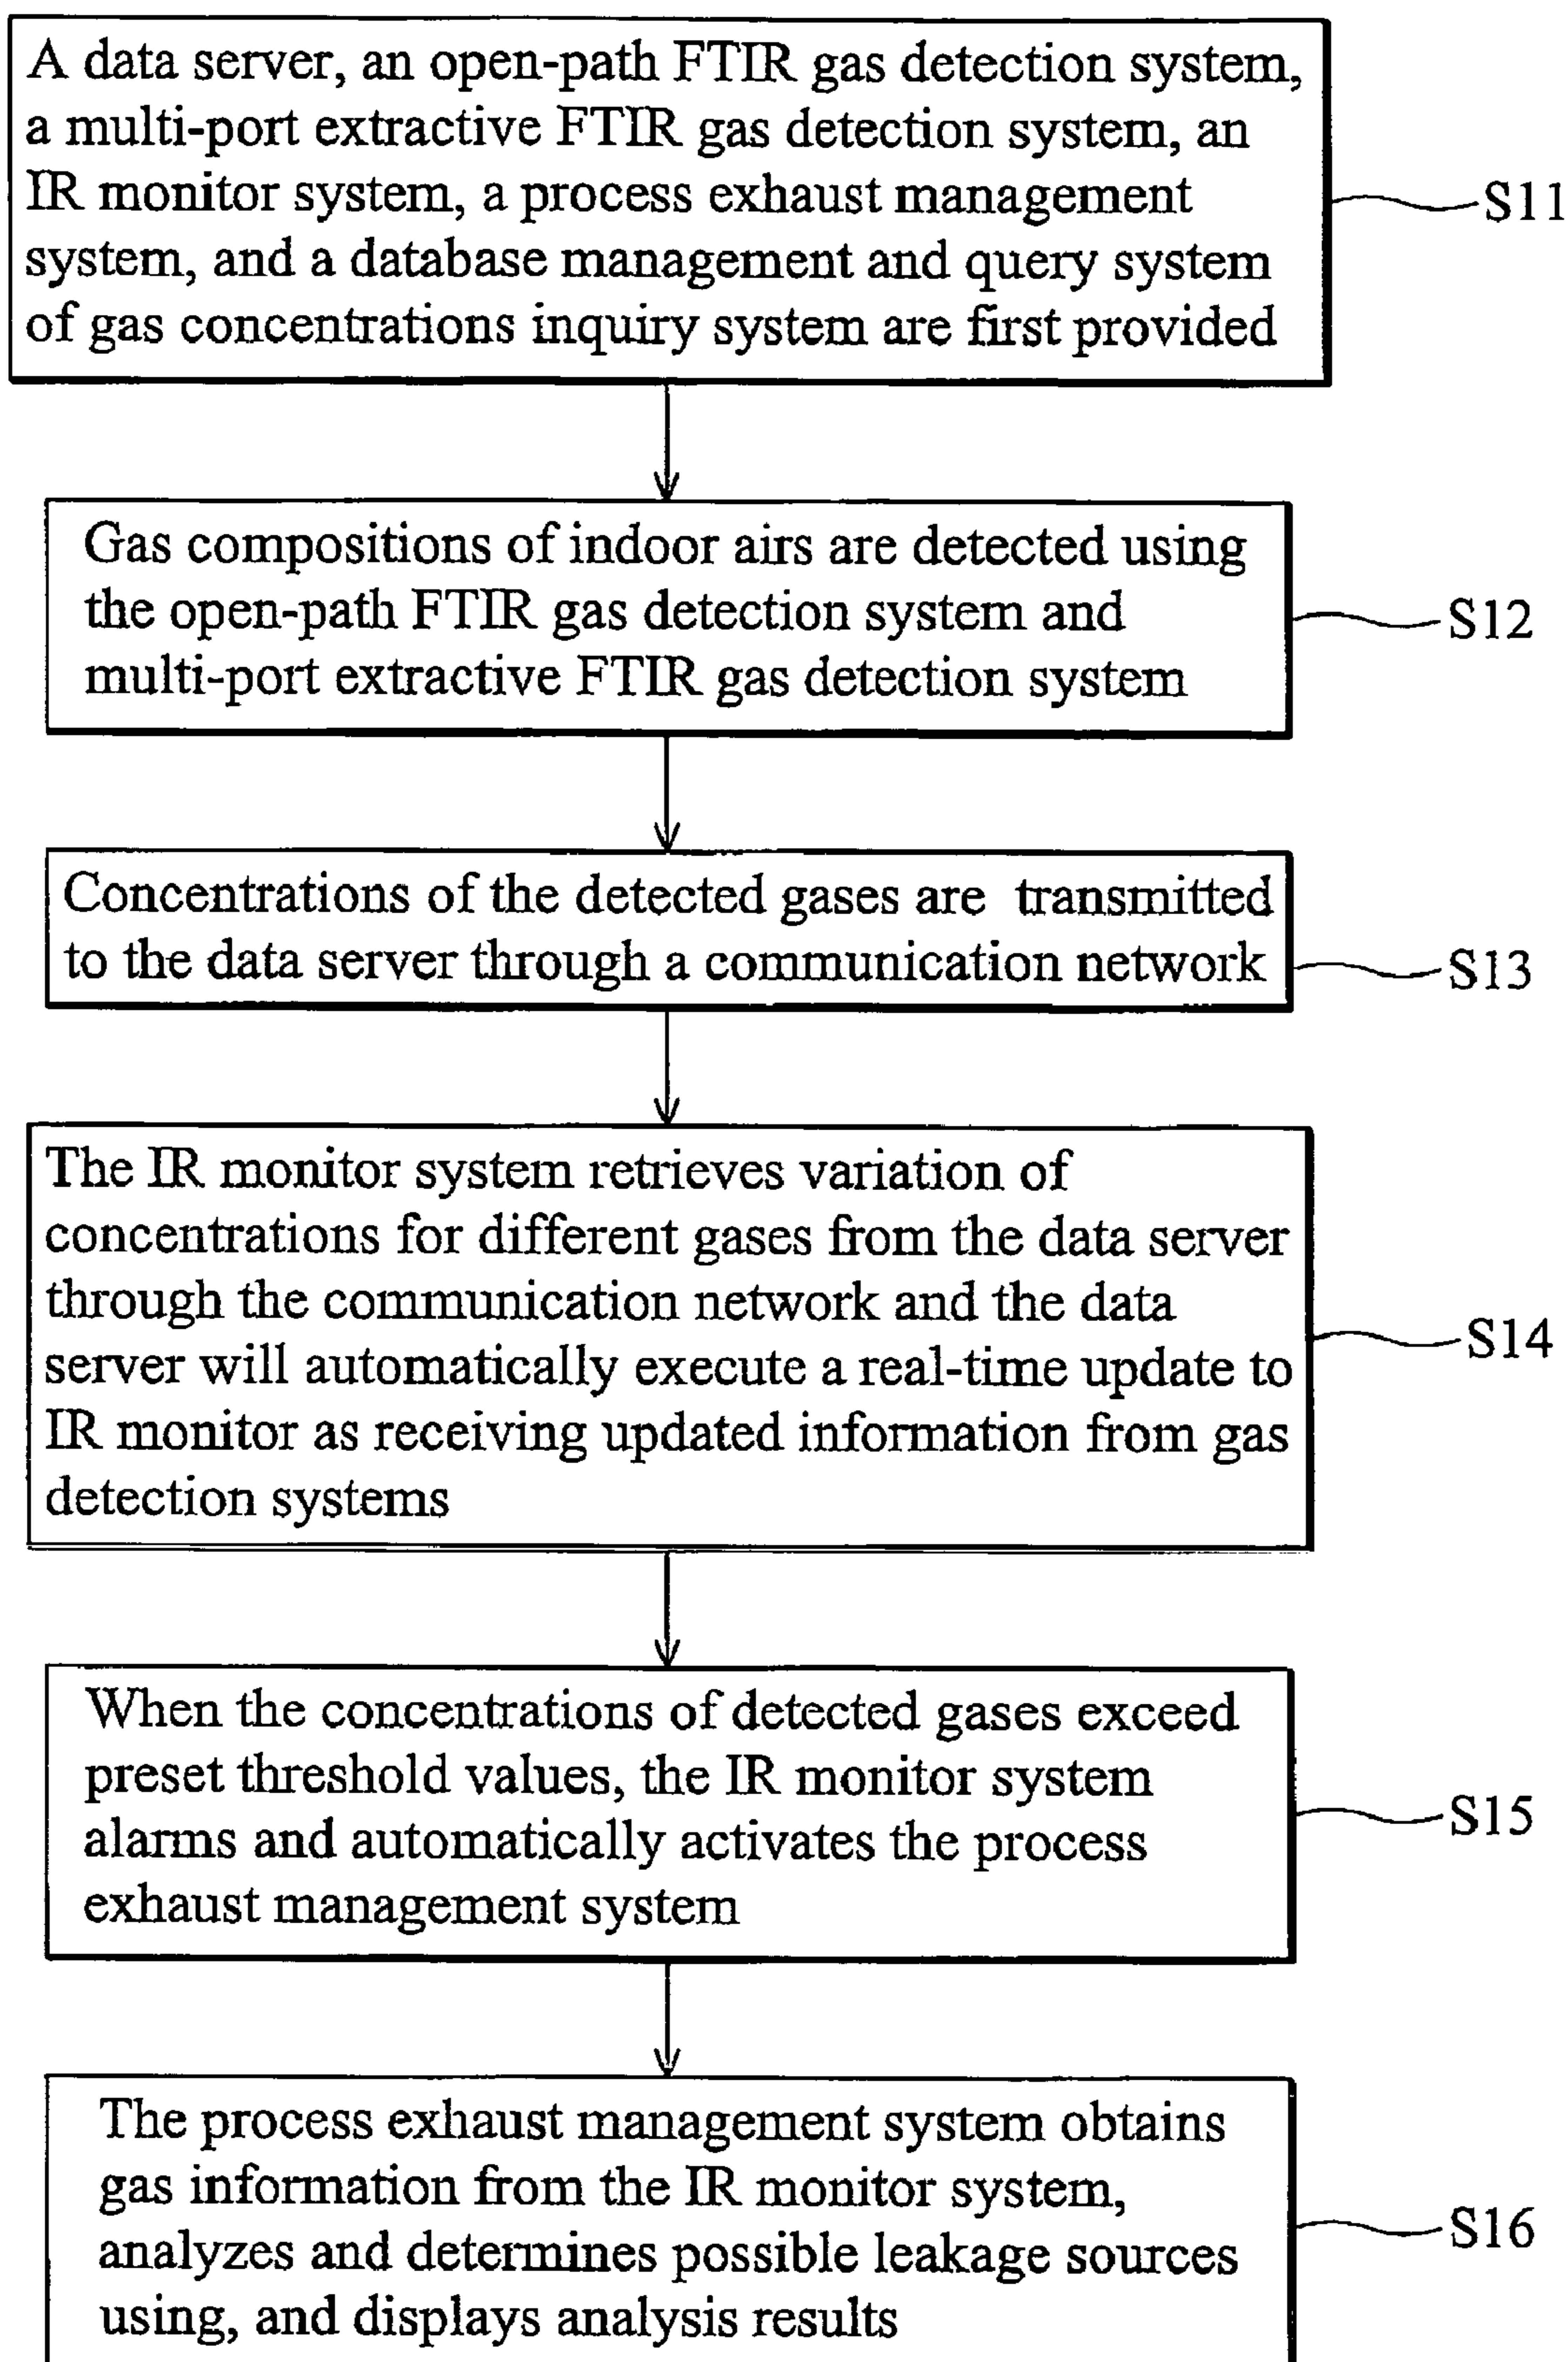 A data server, an open-path FTIR gas detection system,
a multi-port extractive FTIR gas detection system, an
IR monitor system, a process exhaust management
system, and a database management and query system
of gas concentrations inquiry system are first provided
S11
Gas compositions of indoor airs are detected using
the open-path FTIR gas detection system and
multi-port extractive FTIR gas detection system
S12
Concentrations of the detected gases are transmitted
to the data server through a communication network
S13
The IR monitor system retrieves variation of
concentrations for different gases from the data server
through the communication network and the data
server will automatically execute a real-time update to
IR monitor as receiving updated information from gas
detection systems
S14
When the concentrations of detected gases exceed
preset threshold values, the IR monitor system
alarms and automatically activates the process
exhaust management system
S15
The process exhaust management system obtains
gas information from the IR monitor system,
analyzes and determines possible leakage sources
using, and displays analysis results
S16